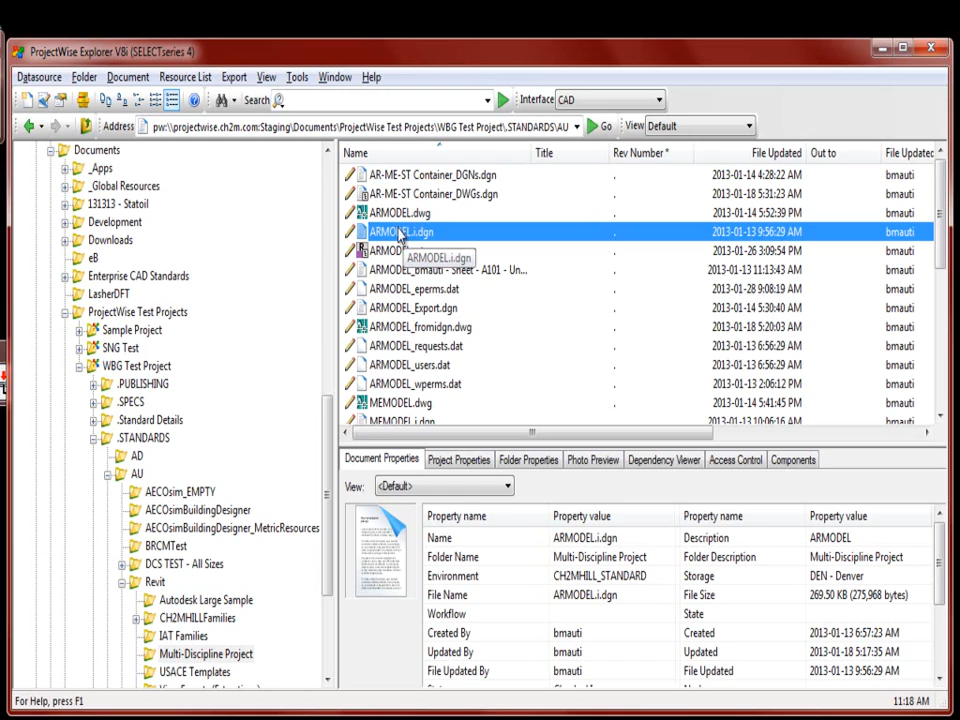 ProjectWise Explorer V8i (SELECTseries 4)
Datasource Folder Document Resource List Export View Tools Window Help
Search Interface CAD
Address pw:\\projectwise.ch2m.com:Staging\Documents\ProjectWise Test Projects\WBG Test Project\.STANDARDS\AU Go View Default
Documents
_Apps
_Global Resources
131313 - Statoil
Development
Downloads
eB
Enterprise CAD Standards
LasherDFT
ProjectWise Test Projects
Sample Project
SNG Test
WBG Test Project
.PUBLISHING
.SPECS
.Standard Details
.STANDARDS
AD
AU
AECOsim_EMPTY
AECOsimBuildingDesigner
AECOsimBuildingDesigner_MetricResources
BRCMTest
DCS TEST - All Sizes
Revit
Autodesk Large Sample
CH2MHILLFamilies
IAT Families
Multi-Discipline Project
USACE Templates
Name Title Rev Number * File Updated Out to File Updated
AR-ME-ST Container_DGNs.dgn . 2013-01-14 4:28:22 AM bmauti
AR-ME-ST Container_DWGs.dgn . 2013-01-18 5:31:23 AM bmauti
ARMODEL.dwg . 2013-01-14 5:52:39 PM bmauti
ARMODEL.i.dgn . 2013-01-13 9:56:29 AM bmauti
ARMODEL . 2013-01-26 3:09:54 PM bmauti
ARMODEL.i.dgn
ARMODEL_bmauti - Sheet - A101 - Un... . 2013-01-13 11:13:43 AM bmauti
ARMODEL_eperms.dat . 2013-01-28 9:08:19 AM bmauti
ARMODEL_Export.dgn . 2013-01-14 5:30:40 AM bmauti
ARMODEL_fromidgn.dwg . 2013-01-18 5:20:03 AM bmauti
ARMODEL_requests.dat . 2013-01-13 6:56:29 AM bmauti
ARMODEL_users.dat . 2013-01-13 6:56:29 AM bmauti
ARMODEL_wperms.dat . 2013-01-13 2:06:12 PM bmauti
MEMODEL.dwg . 2013-01-14 5:41:45 PM bmauti
MEMODEL.i.dgn . 2013-01-13 10:06:16 AM bmauti
Document Properties Project Properties Folder Properties Photo Preview Dependency Viewer Access Control Components
View: <Default>
Property name Property value Property name Property value
Name ARMODEL.i.dgn Description ARMODEL
Folder Name Multi-Discipline Project Folder Description Multi-Discipline Project
Environment CH2MHILL_STANDARD Storage DEN - Denver
File Name ARMODEL.i.dgn File Size 269.50 KB (275,968 bytes)
Workflow State
Created By bmauti Created 2013-01-13 6:57:23 AM
Updated By bmauti Updated 2013-01-18 5:17:35 AM
File Updated By bmauti File Updated 2013-01-13 9:56:29 AM
For Help, press F1 11:18 AM